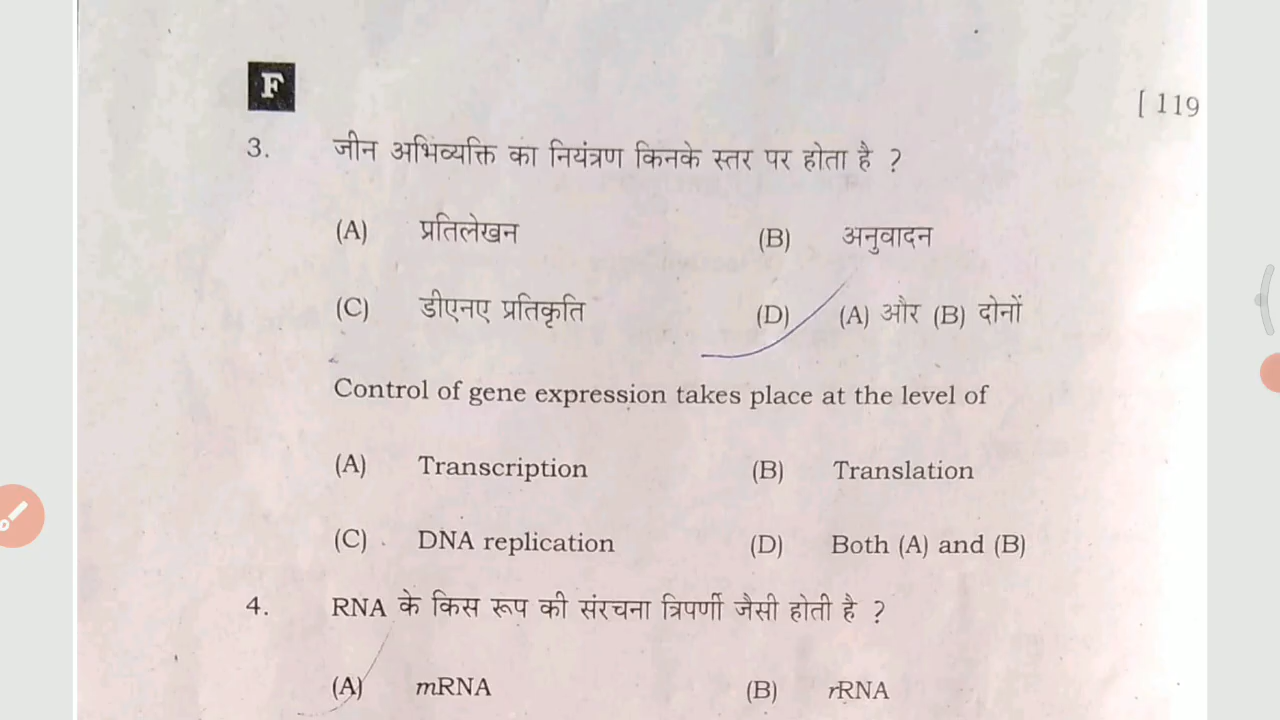 F
[ 119
3. जीन अभिव्यक्ति का नियंत्रण किनके स्तर पर होता है ?
(A) प्रतिलेखन (B) अनुवादन
(C) डीएनए प्रतिकृति (D) (A) और (B) दोनों
Control of gene expression takes place at the level of
(A) Transcription (B) Translation
(C) DNA replication (D) Both (A) and (B)
4. RNA के किस रूप की संरचना त्रिपर्णी जैसी होती है ?
(A) mRNA (B) rRNA